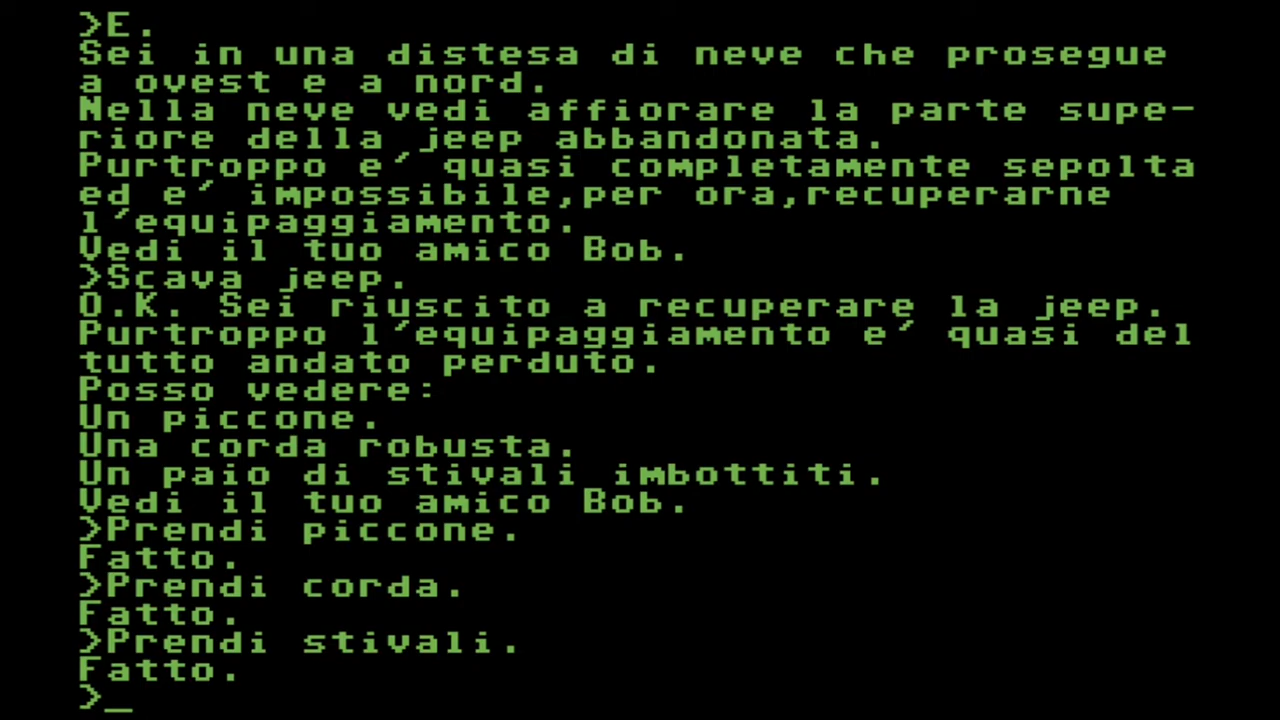 >E.
Sei in una distesa di neve che prosegue
a ovest e a nord.
Nella neve vedi affiorare la parte supe-
riore della jeep abbandonata.
Purtroppo e' quasi completamente sepolta
ed e' impossibile,per ora,recuperarne
l'equipaggiamento.
Vedi il tuo amico Bob.
>Scava jeep.
O.K. Sei riuscito a recuperare la jeep.
Purtroppo l'equipaggiamento e' quasi del
tutto andato perduto.
Posso vedere:
Un piccone.
Una corda robusta.
Un paio di stivali imbottiti.
Vedi il tuo amico Bob.
>Prendi piccone.
Fatto.
>Prendi corda.
Fatto.
>Prendi stivali.
Fatto.
>_